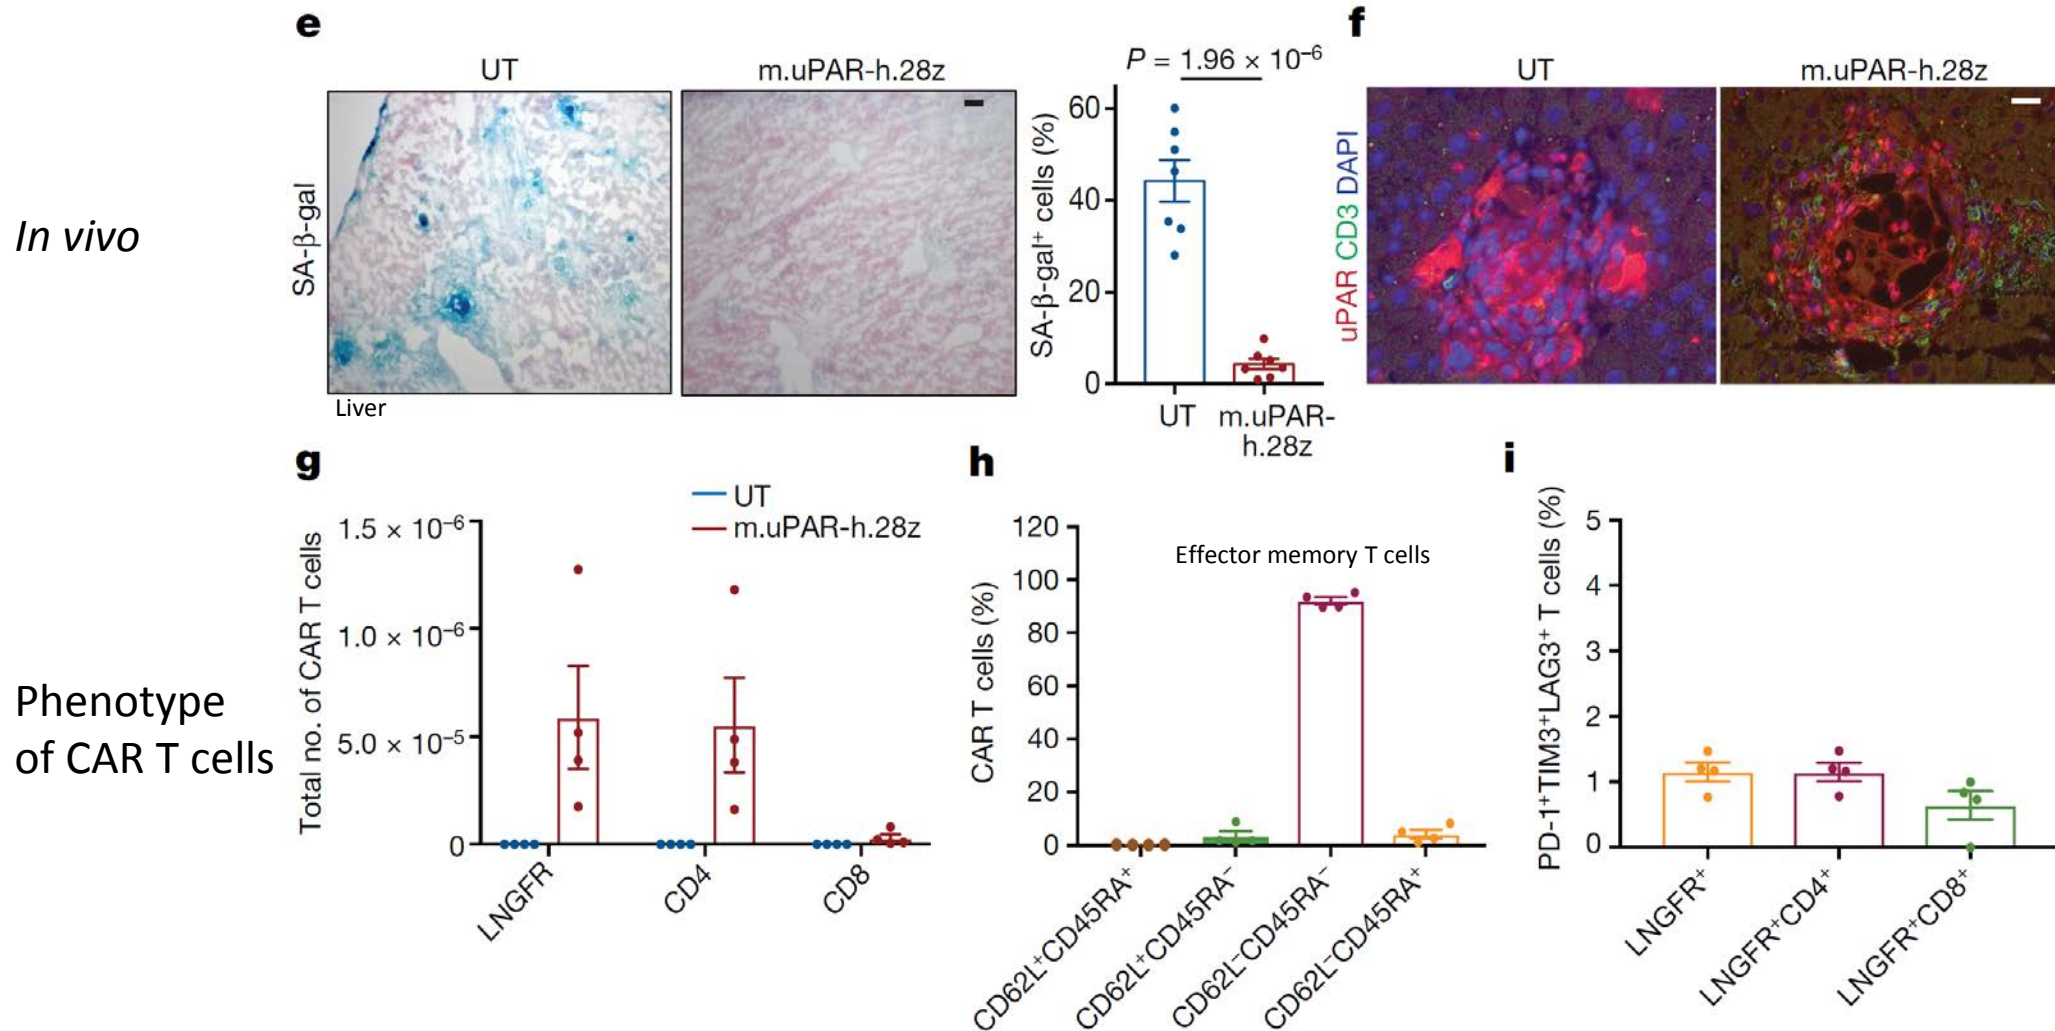 In vivo
e
UT
m.uPAR-h.28z
SA-β-gal
Liver
P = 1.96 × 10⁻⁶
SA-β-gal⁺ cells (%)
60
40
20
0
UT
m.uPAR-
h.28z
f
UT
m.uPAR-h.28z
uPAR CD3 DAPI
Phenotype
of CAR T cells
g
UT
m.uPAR-h.28z
Total no. of CAR T cells
1.5 × 10⁻⁶
1.0 × 10⁻⁶
5.0 × 10⁻⁵
0
LNGFR
CD4
CD8
h
Effector memory T cells
CAR T cells (%)
120
100
80
60
40
20
0
CD62L⁺CD45RA⁺
CD62L⁺CD45RA⁻
CD62L⁻CD45RA⁻
CD62L⁻CD45RA⁺
i
PD-1⁺TIM3⁺LAG3⁺ T cells (%)
5
4
3
2
1
0
LNGFR⁺
LNGFR⁺CD4⁺
LNGFR⁺CD8⁺